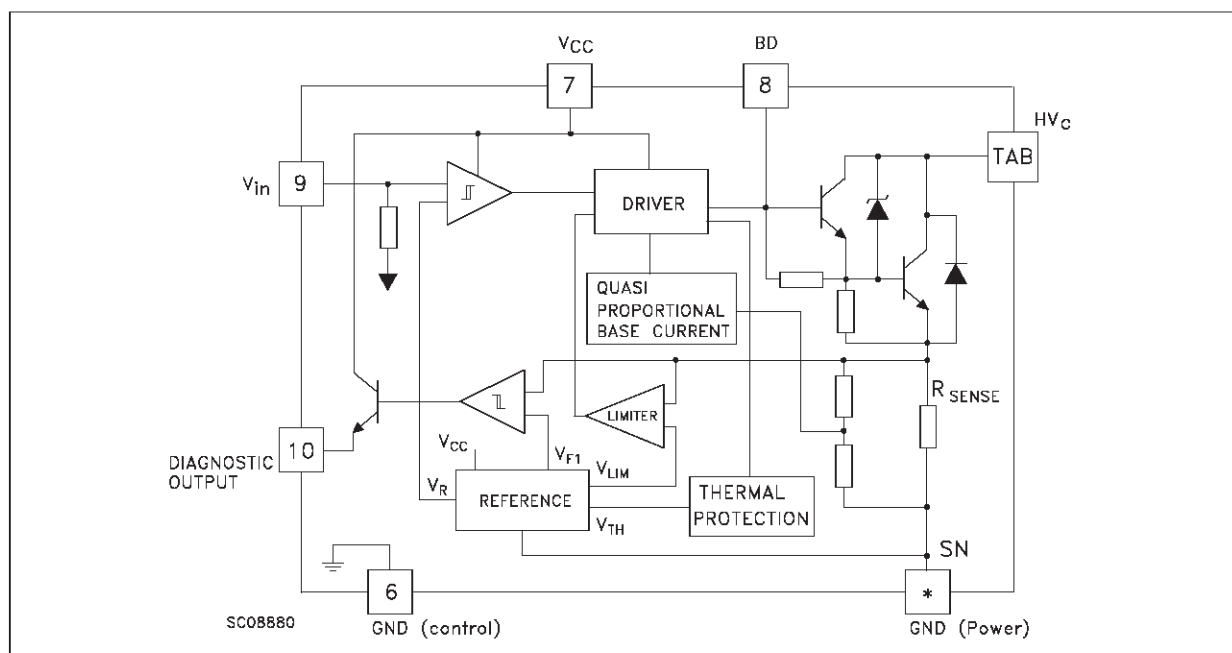 VCC
BD
7
8
HVC
TAB
9
Vin
DRIVER
QUASI
PROPORTIONAL
BASE CURRENT
RSENSE
LIMITER
10
VCC
VF1
VLIM
DIAGNOSTIC
OUTPUT
VR
REFERENCE
THERMAL
PROTECTION
VTH
SN
6
*
SC08880
GND (control)
GND (Power)